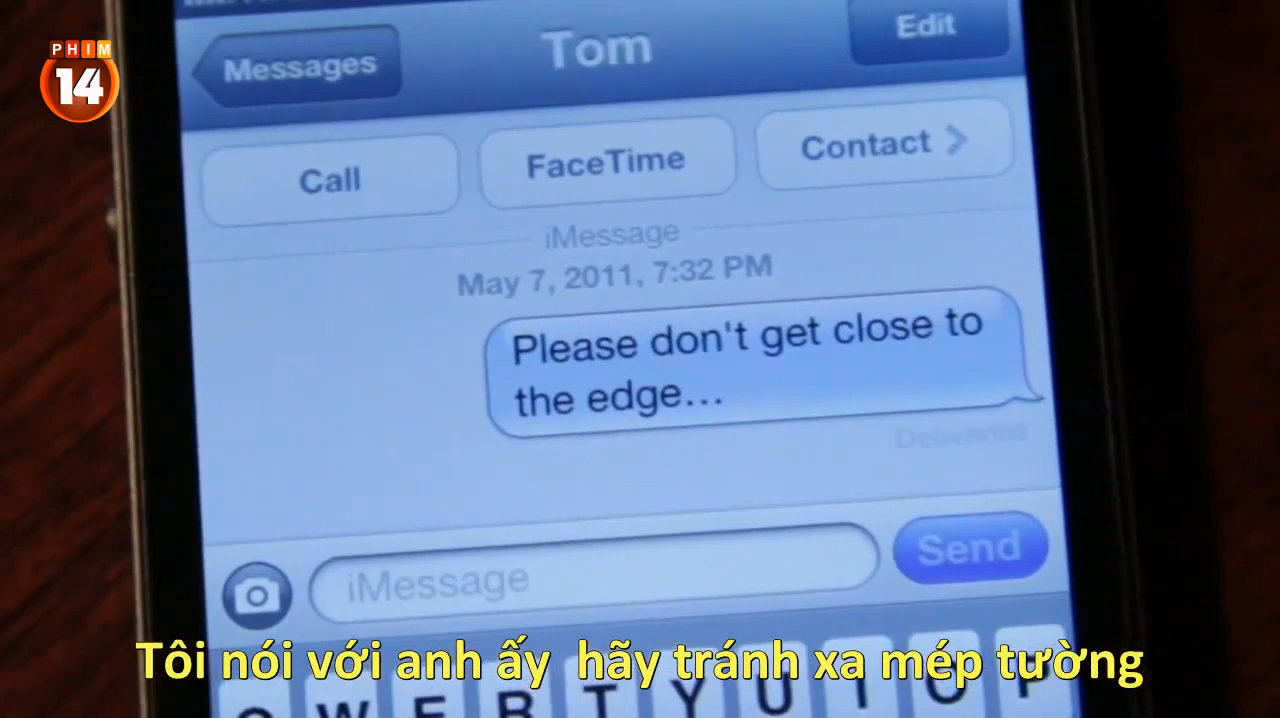 PHIM
14
Messages
Tom
Edit
Call
FaceTime
Contact
iMessage
May 7, 2011, 7:32 PM
Please don't get close to
the edge...
Delivered
iMessage
Send
Tôi nói với anh ấy hãy tránh xa mép tường
Q W E R T Y U I O P